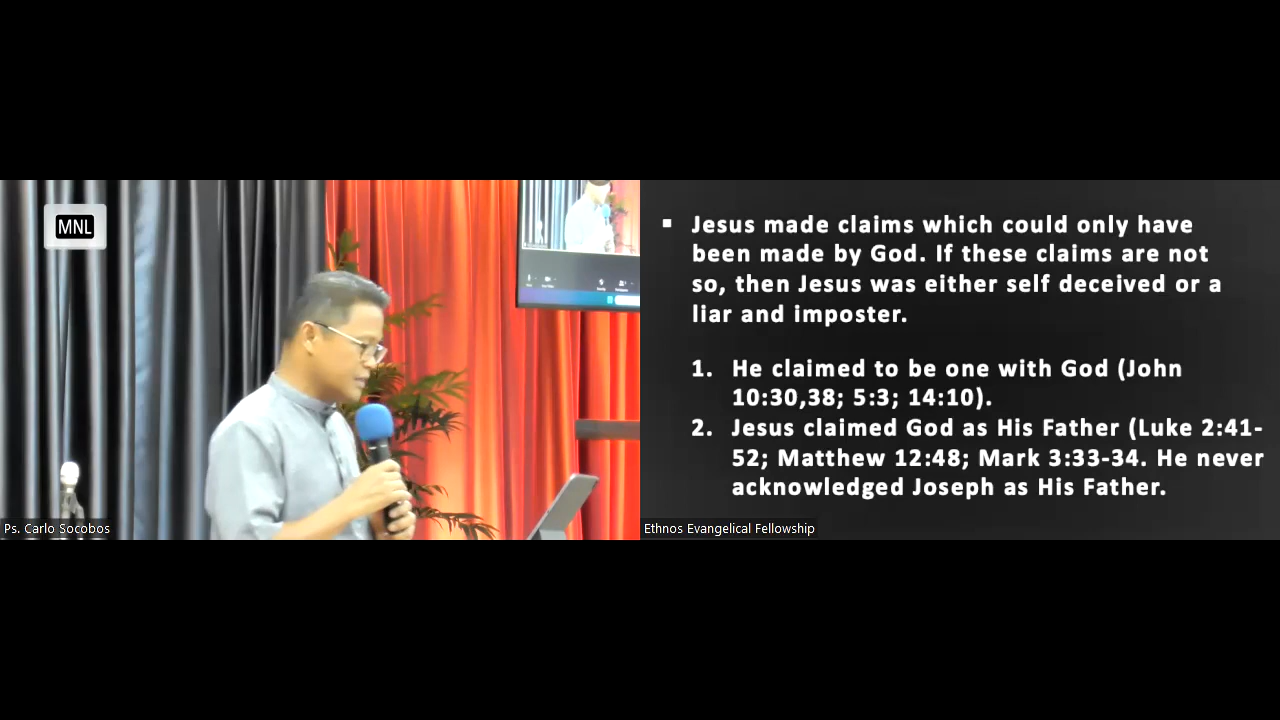 MNL
Ps. Carlo Socobos
▪ Jesus made claims which could only have
been made by God. If these claims are not
so, then Jesus was either self deceived or a
liar and imposter.
1. He claimed to be one with God (John
10:30,38; 5:3; 14:10).
2. Jesus claimed God as His Father (Luke 2:41-
52; Matthew 12:48; Mark 3:33-34. He never
acknowledged Joseph as His Father.
Ethnos Evangelical Fellowship